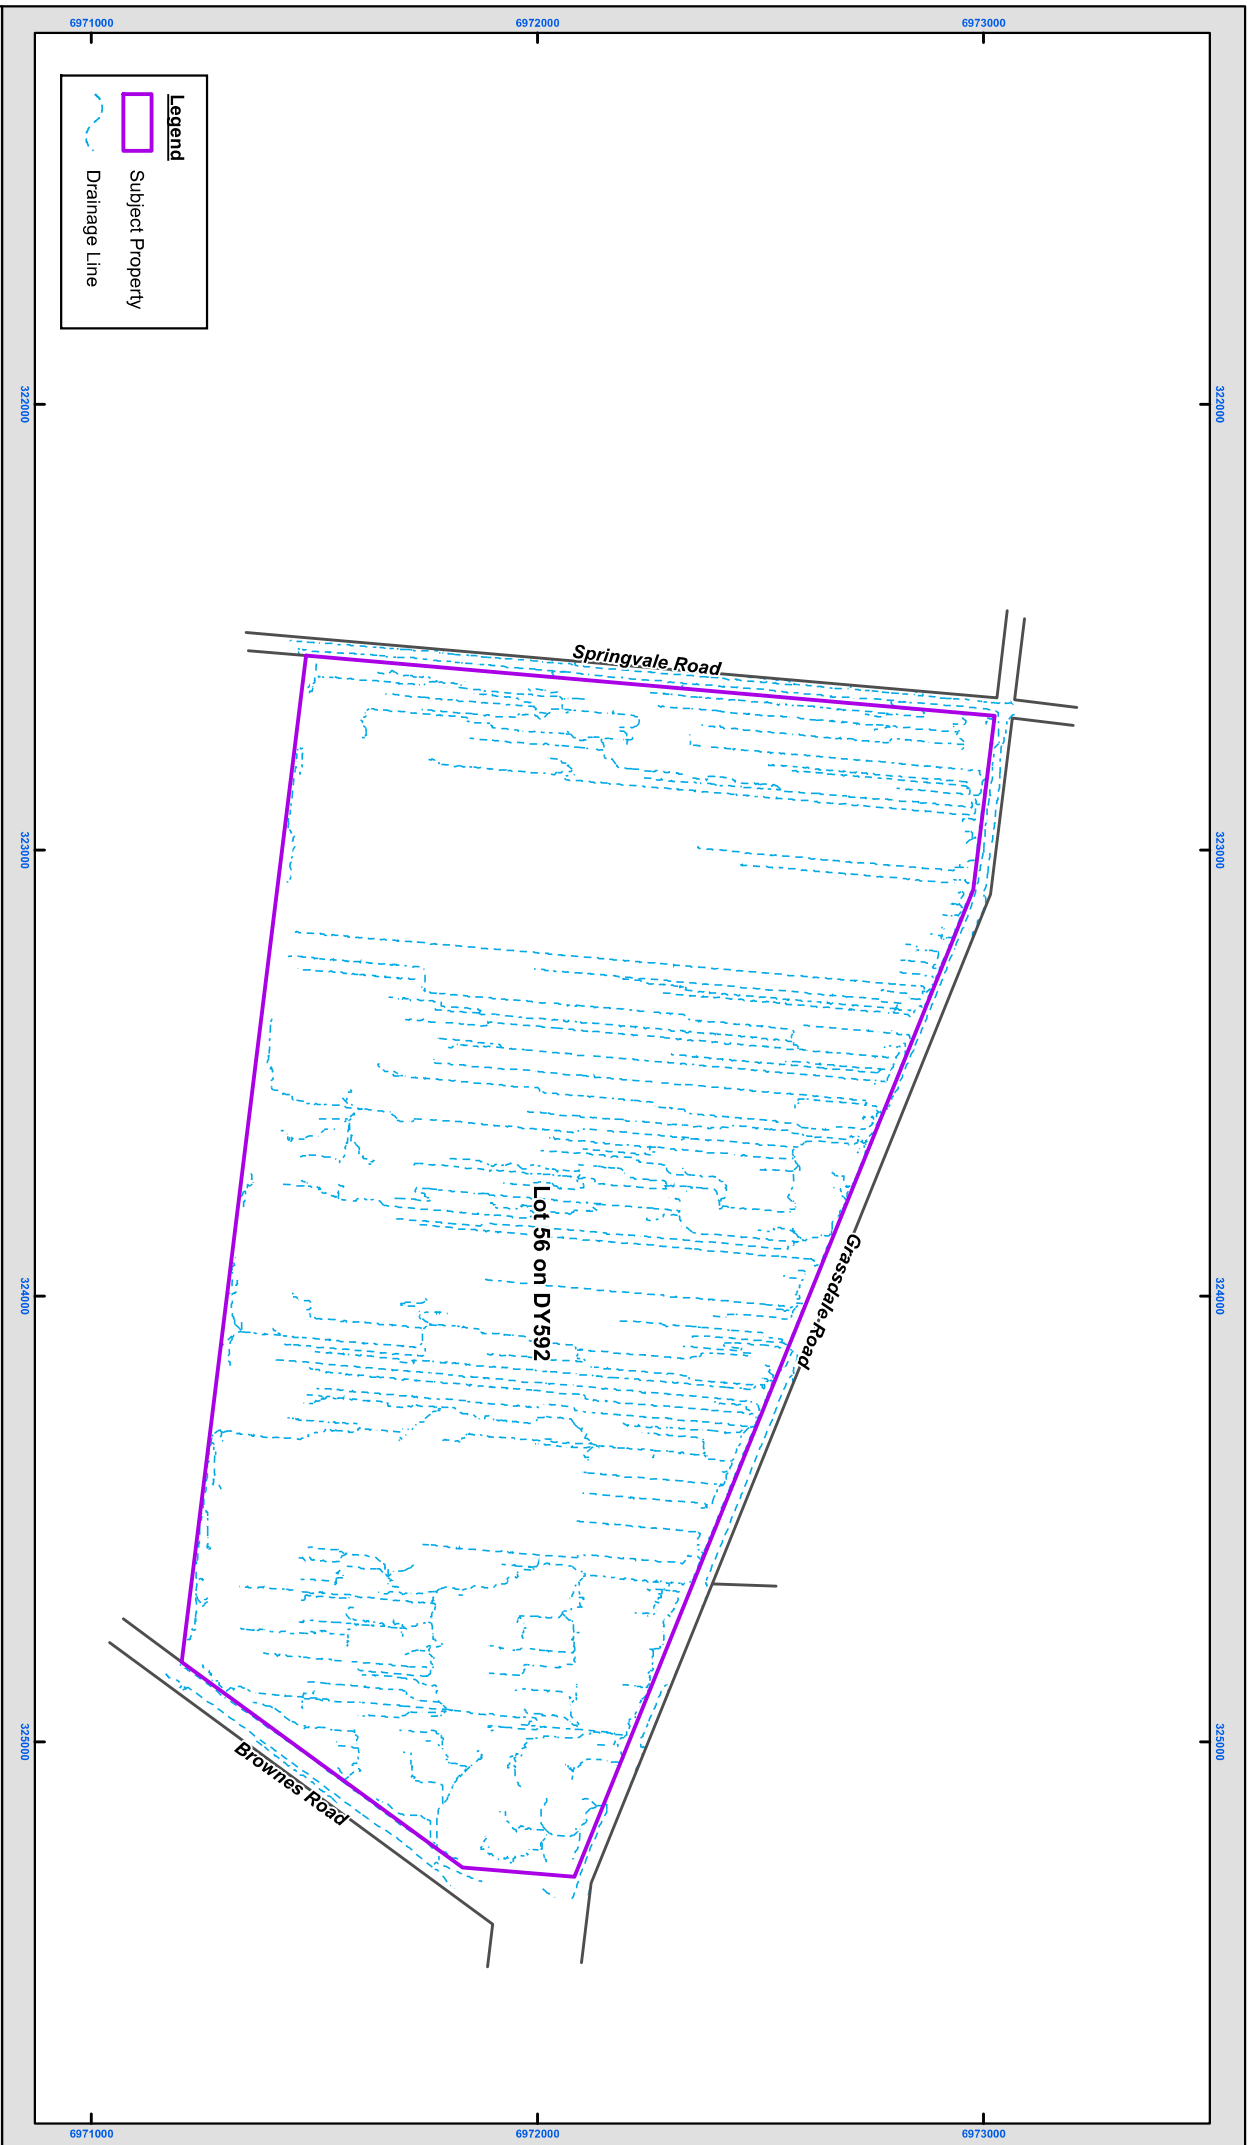 6971000
6972000
6973000
Legend
Subject Property
Drainage Line
322000
322000
Springvale Road
323000
323000
Lot 56 on DY592
Grassdale Road
324000
324000
Brownes Road
325000
325000
6971000
6972000
6973000